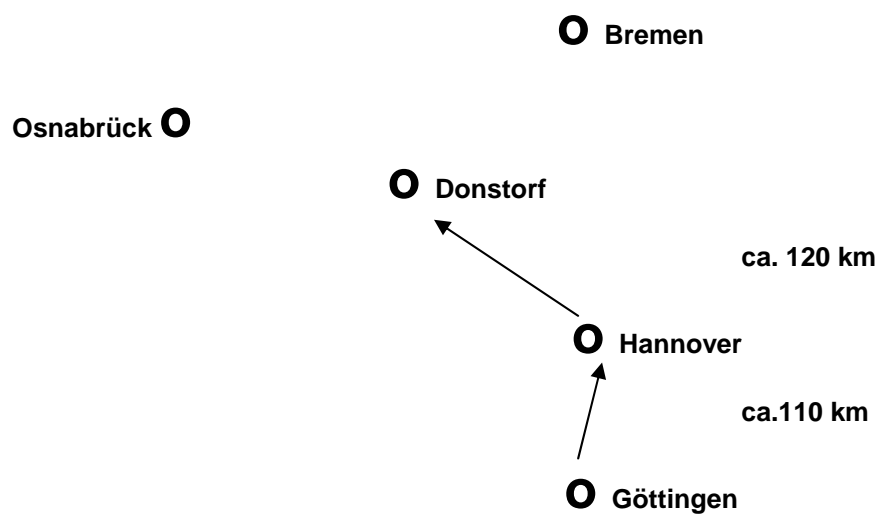 O Bremen
Osnabrück O
O Donstorf
ca. 120 km
O Hannover
ca.110 km
O Göttingen